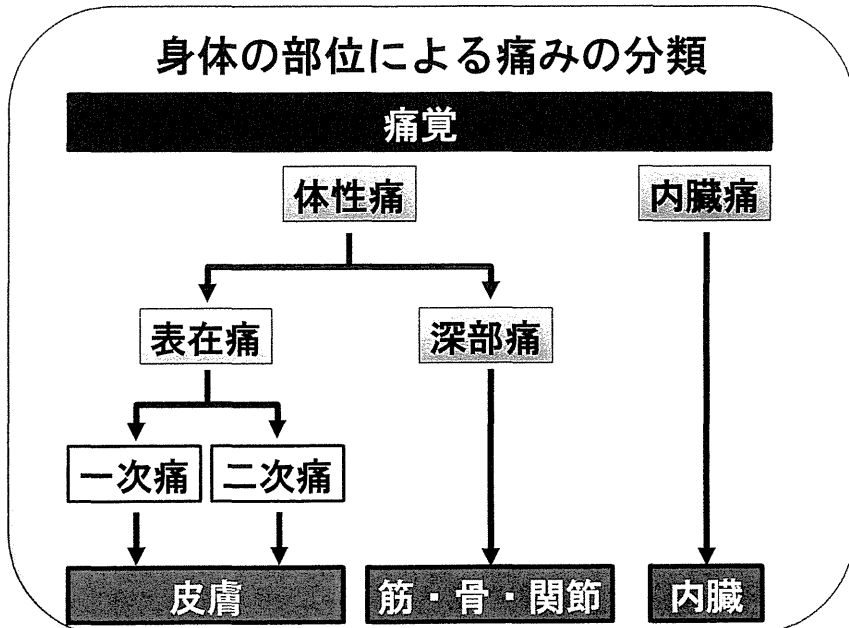 身体の部位による痛みの分類
痛覚
体性痛
内臓痛
表在痛
深部痛
一次痛
二次痛
皮膚
筋・骨・関節
内臓